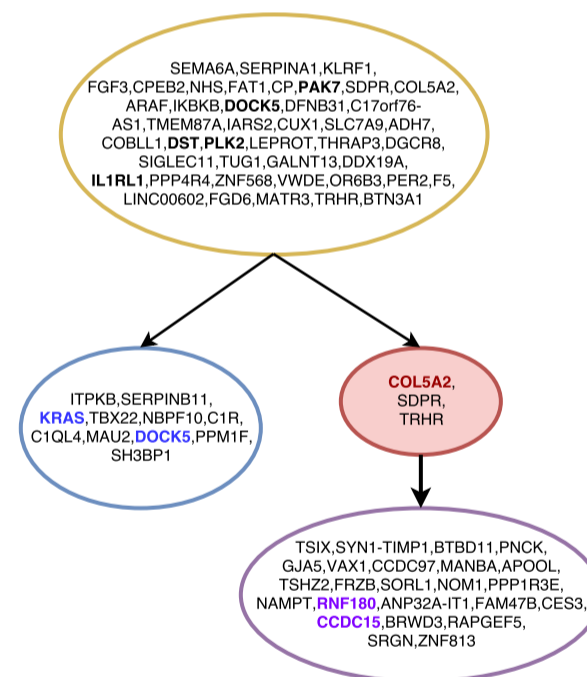 SEMA6A,SERPINA1,KLRF1,
FGF3,CPEB2,NHS,FAT1,CP,PAK7,SDPR,COL5A2,
ARAF,IKBKB,DOCK5,DFNB31,C17orf76-
AS1,TMEM87A,IARS2,CUX1,SLC7A9,ADH7,
COBLL1,DST,PLK2,LEPROT,THRAP3,DGCR8,
SIGLEC11,TUG1,GALNT13,DDX19A,
IL1RL1,PPP4R4,ZNF568,VWDE,OR6B3,PER2,F5,
LINC00602,FGD6,MATR3,TRHR,BTN3A1
ITPKB,SERPINB11,
KRAS,TBX22,NBPF10,C1R,
C1QL4,MAU2,DOCK5,PPM1F,
SH3BP1
COL5A2,
SDPR,
TRHR
TSIX,SYN1-TIMP1,BTBD11,PNCK,
GJA5,VAX1,CCDC97,MANBA,APOOL,
TSHZ2,FRZB,SORL1,NOM1,PPP1R3E,
NAMPT,RNF180,ANP32A-IT1,FAM47B,CES3,
CCDC15,BRWD3,RAPGEF5,
SRGN,ZNF813